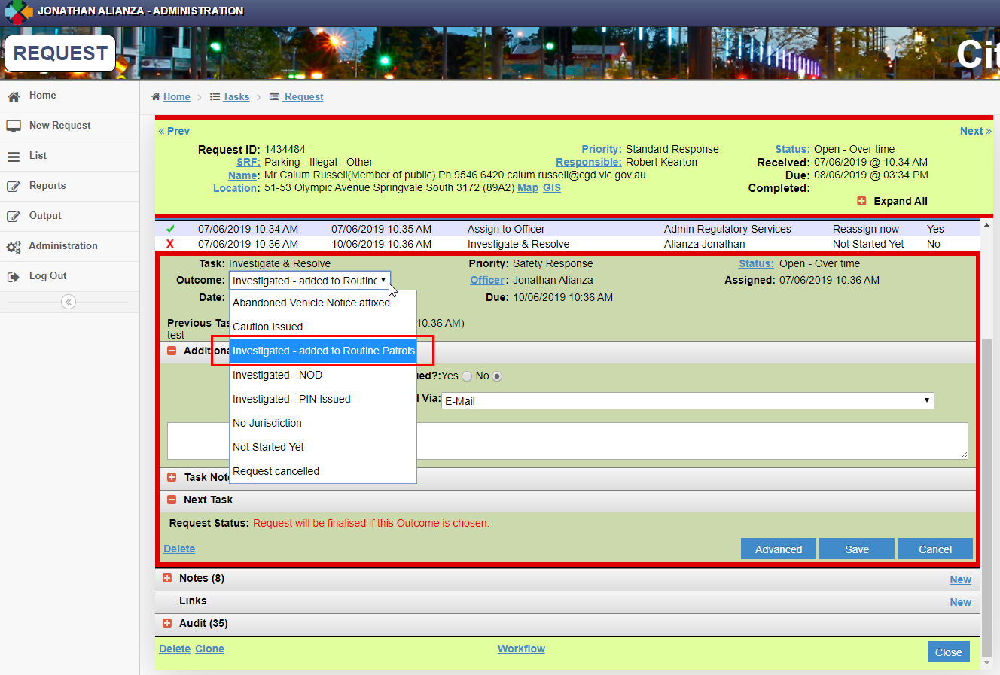 JONATHAN ALIANZA - ADMINISTRATION
REQUEST
Cit
Home
New Request
List
Reports
Output
Administration
Log Out
Home > Tasks > Request
« Prev
Next »
Request ID: 1434484
Priority: Standard Response
Status: Open - Over time
SRF: Parking - Illegal - Other
Responsible: Robert Kearton
Received: 07/06/2019 @ 10:34 AM
Name: Mr Calum Russell(Member of public) Ph 9546 6420 calum.russell@cgd.vic.gov.au
Due: 08/06/2019 @ 03:34 PM
Location: 51-53 Olympic Avenue Springvale South 3172 (89A2) Map GIS
Completed:
Expand All
07/06/2019 10:34 AM 07/06/2019 10:35 AM Assign to Officer Admin Regulatory Services Reassign now Yes
X 07/06/2019 10:36 AM 10/06/2019 10:36 AM Investigate & Resolve Alianza Jonathan Not Started Yet No
Task: Investigate & Resolve Priority: Safety Response Status: Open - Over time
Outcome: Investigated - added to Routine Officer: Jonathan Alianza Assigned: 07/06/2019 10:36 AM
Date: Due: 10/06/2019 10:36 AM
Abandoned Vehicle Notice affixed
Previous Tas 10:36 AM)
Caution Issued
test
Additiona
Investigated - added to Routine Patrols
Investigated - NOD
ied?:Yes No
Investigated - PIN Issued
l Via: E-Mail
No Jurisdiction
Not Started Yet
Request cancelled
Task Note
Next Task
Request Status: Request will be finalised if this Outcome is chosen.
Delete
Advanced Save Cancel
Notes (8) New
Links New
Audit (35)
Delete Clone Workflow Close